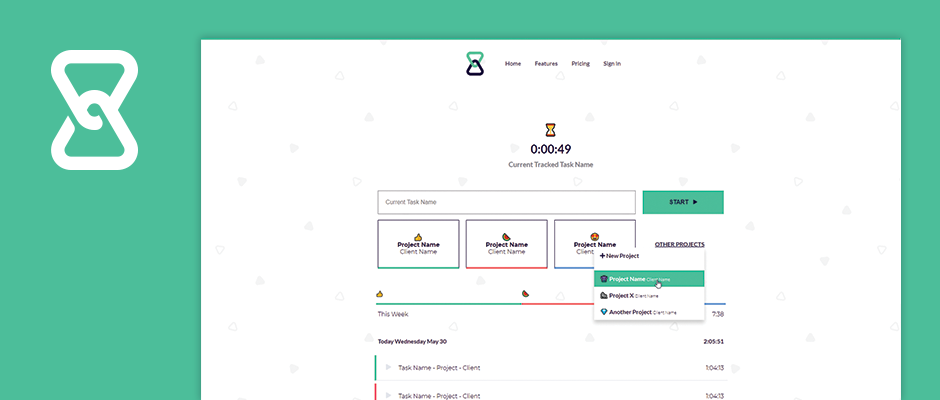 Home Features Pricing Sign In
0:00:49
Current Tracked Task Name
Current Task Name
START
Project Name
Client Name
Project Name
Client Name
Project Name
Client Name
OTHER PROJECTS
New Project
Project Name Client Name
Project X Client Name
Another Project Client Name
This Week
7:38
Today Wednesday May 30
2:05:51
Task Name - Project - Client
1:04:13
Task Name - Project - Client
1:04:13